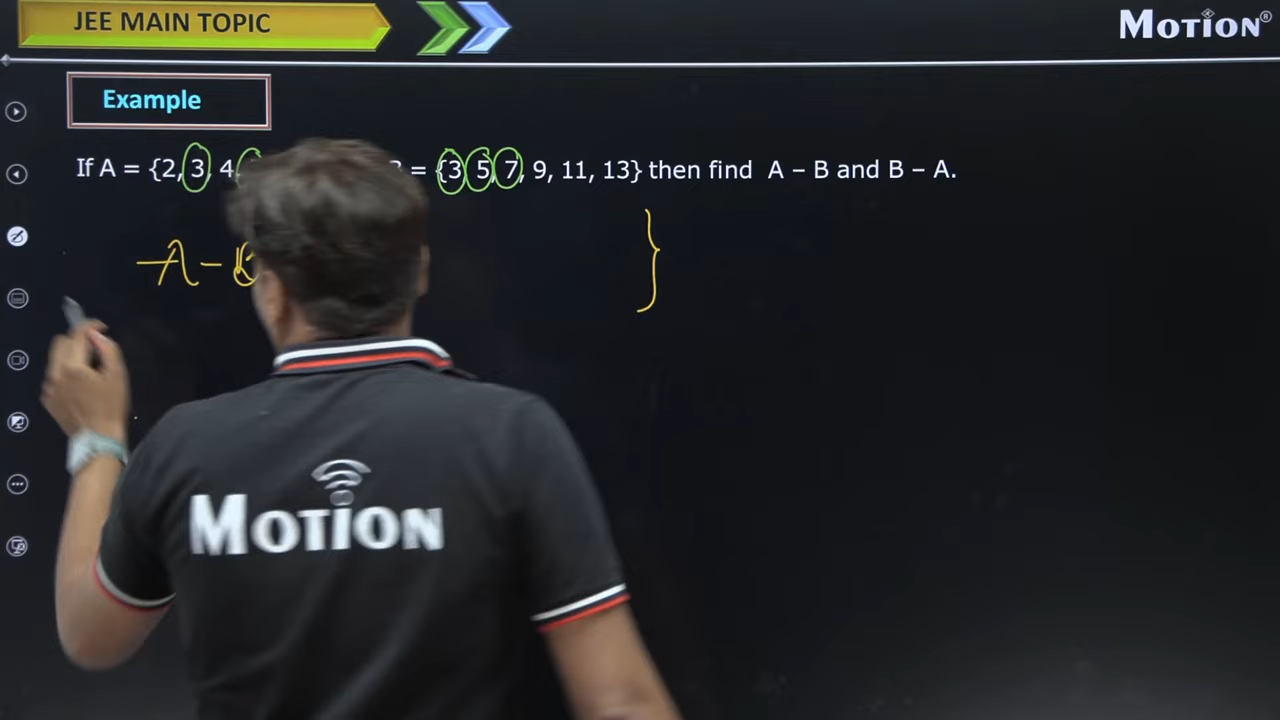 JEE MAIN TOPIC
MOTION®
Example
If A = {2, 3, 4, = {3 5, 7, 9, 11, 13} then find A – B and B – A.
A – B }
MOTION